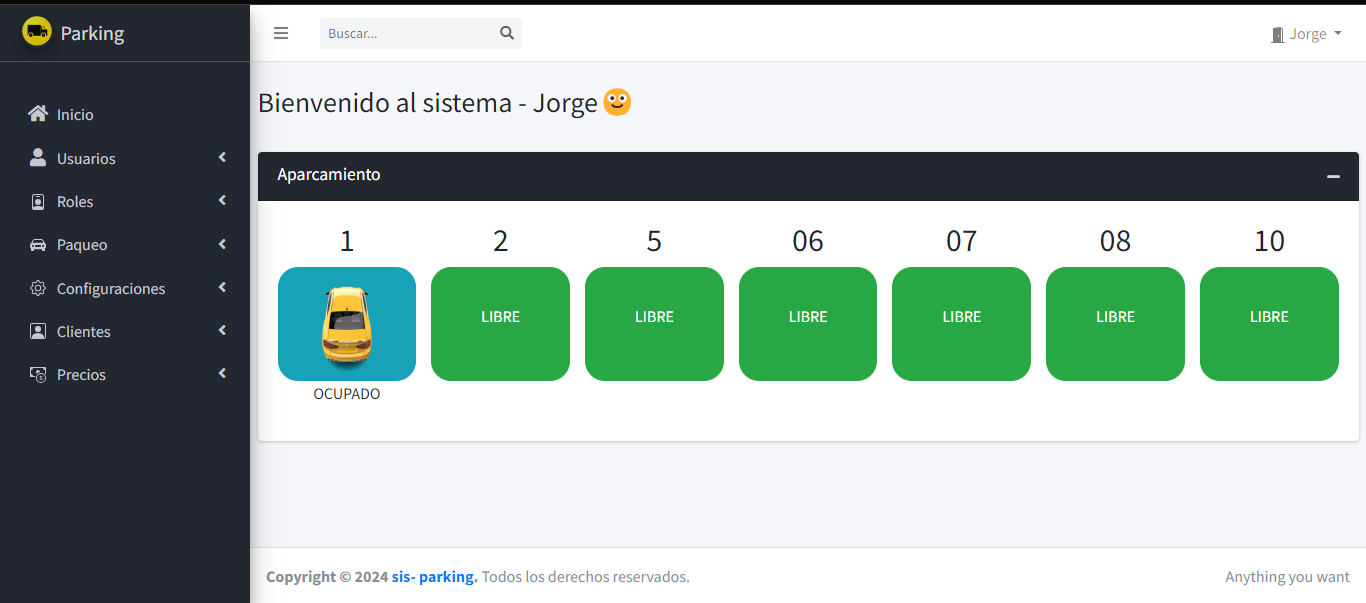 Parking
Buscar...
Jorge
Inicio
Usuarios
Roles
Paqueo
Configuraciones
Clientes
Precios
Bienvenido al sistema - Jorge
Aparcamiento
1 2 5 06 07 08 10
LIBRE LIBRE LIBRE LIBRE LIBRE LIBRE
OCUPADO
Copyright © 2024 sis- parking. Todos los derechos reservados.
Anything you want